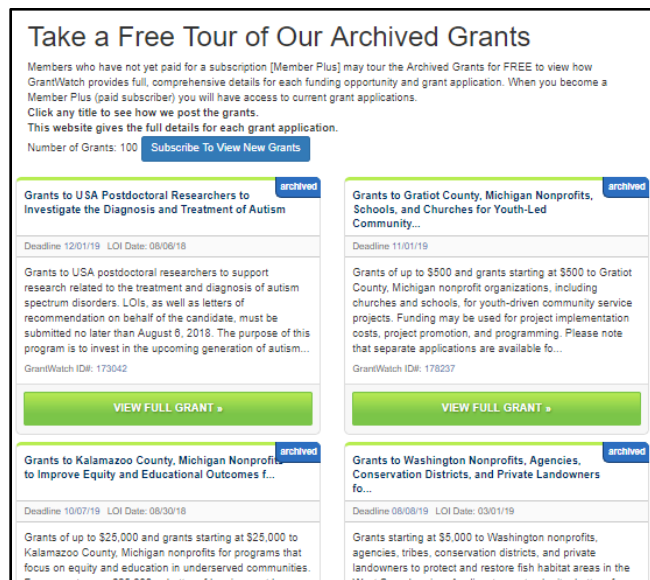 Take a Free Tour of Our Archived Grants
Members who have not yet paid for a subscription [Member Plus] may tour the Archived Grants for FREE to view how
GrantWatch provides full, comprehensive details for each funding opportunity and grant application. When you become a
Member Plus (paid subscriber) you will have access to current grant applications.
Click any title to see how we post the grants.
This website gives the full details for each grant application.
Number of Grants: 100 Subscribe To View New Grants
archived
Grants to USA Postdoctoral Researchers to
Investigate the Diagnosis and Treatment of Autism
Deadline 12/01/19 LOI Date: 08/06/18
Grants to USA postdoctoral researchers to support
research related to the treatment and diagnosis of autism
spectrum disorders. LOIs, as well as letters of
recommendation on behalf of the candidate, must be
submitted no later than August 6, 2018. The purpose of this
program is to invest in the upcoming generation of autism...
GrantWatch ID#: 173042
VIEW FULL GRANT »
archived
Grants to Gratiot County, Michigan Nonprofits,
Schools, and Churches for Youth-Led
Community...
Deadline 11/01/19
Grants of up to $500 and grants starting at $500 to Gratiot
County, Michigan nonprofit organizations, including
churches and schools, for youth-driven community service
projects. Funding may be used for project implementation
costs, project promotion, and programming. Please note
that separate applications are available fo...
GrantWatch ID#: 178237
VIEW FULL GRANT »
archived
Grants to Kalamazoo County, Michigan Nonprofits
to Improve Equity and Educational Outcomes f...
Deadline 10/07/19 LOI Date: 08/30/18
Grants of up to $25,000 and grants starting at $25,000 to
Kalamazoo County, Michigan nonprofits for programs that
focus on equity and education in underserved communities.
archived
Grants to Washington Nonprofits, Agencies,
Conservation Districts, and Private Landowners
fo...
Deadline 08/08/19 LOI Date: 03/01/19
Grants starting at $5,000 to Washington nonprofits,
agencies, tribes, conservation districts, and private
landowners to protect and restore fish habitat areas in the